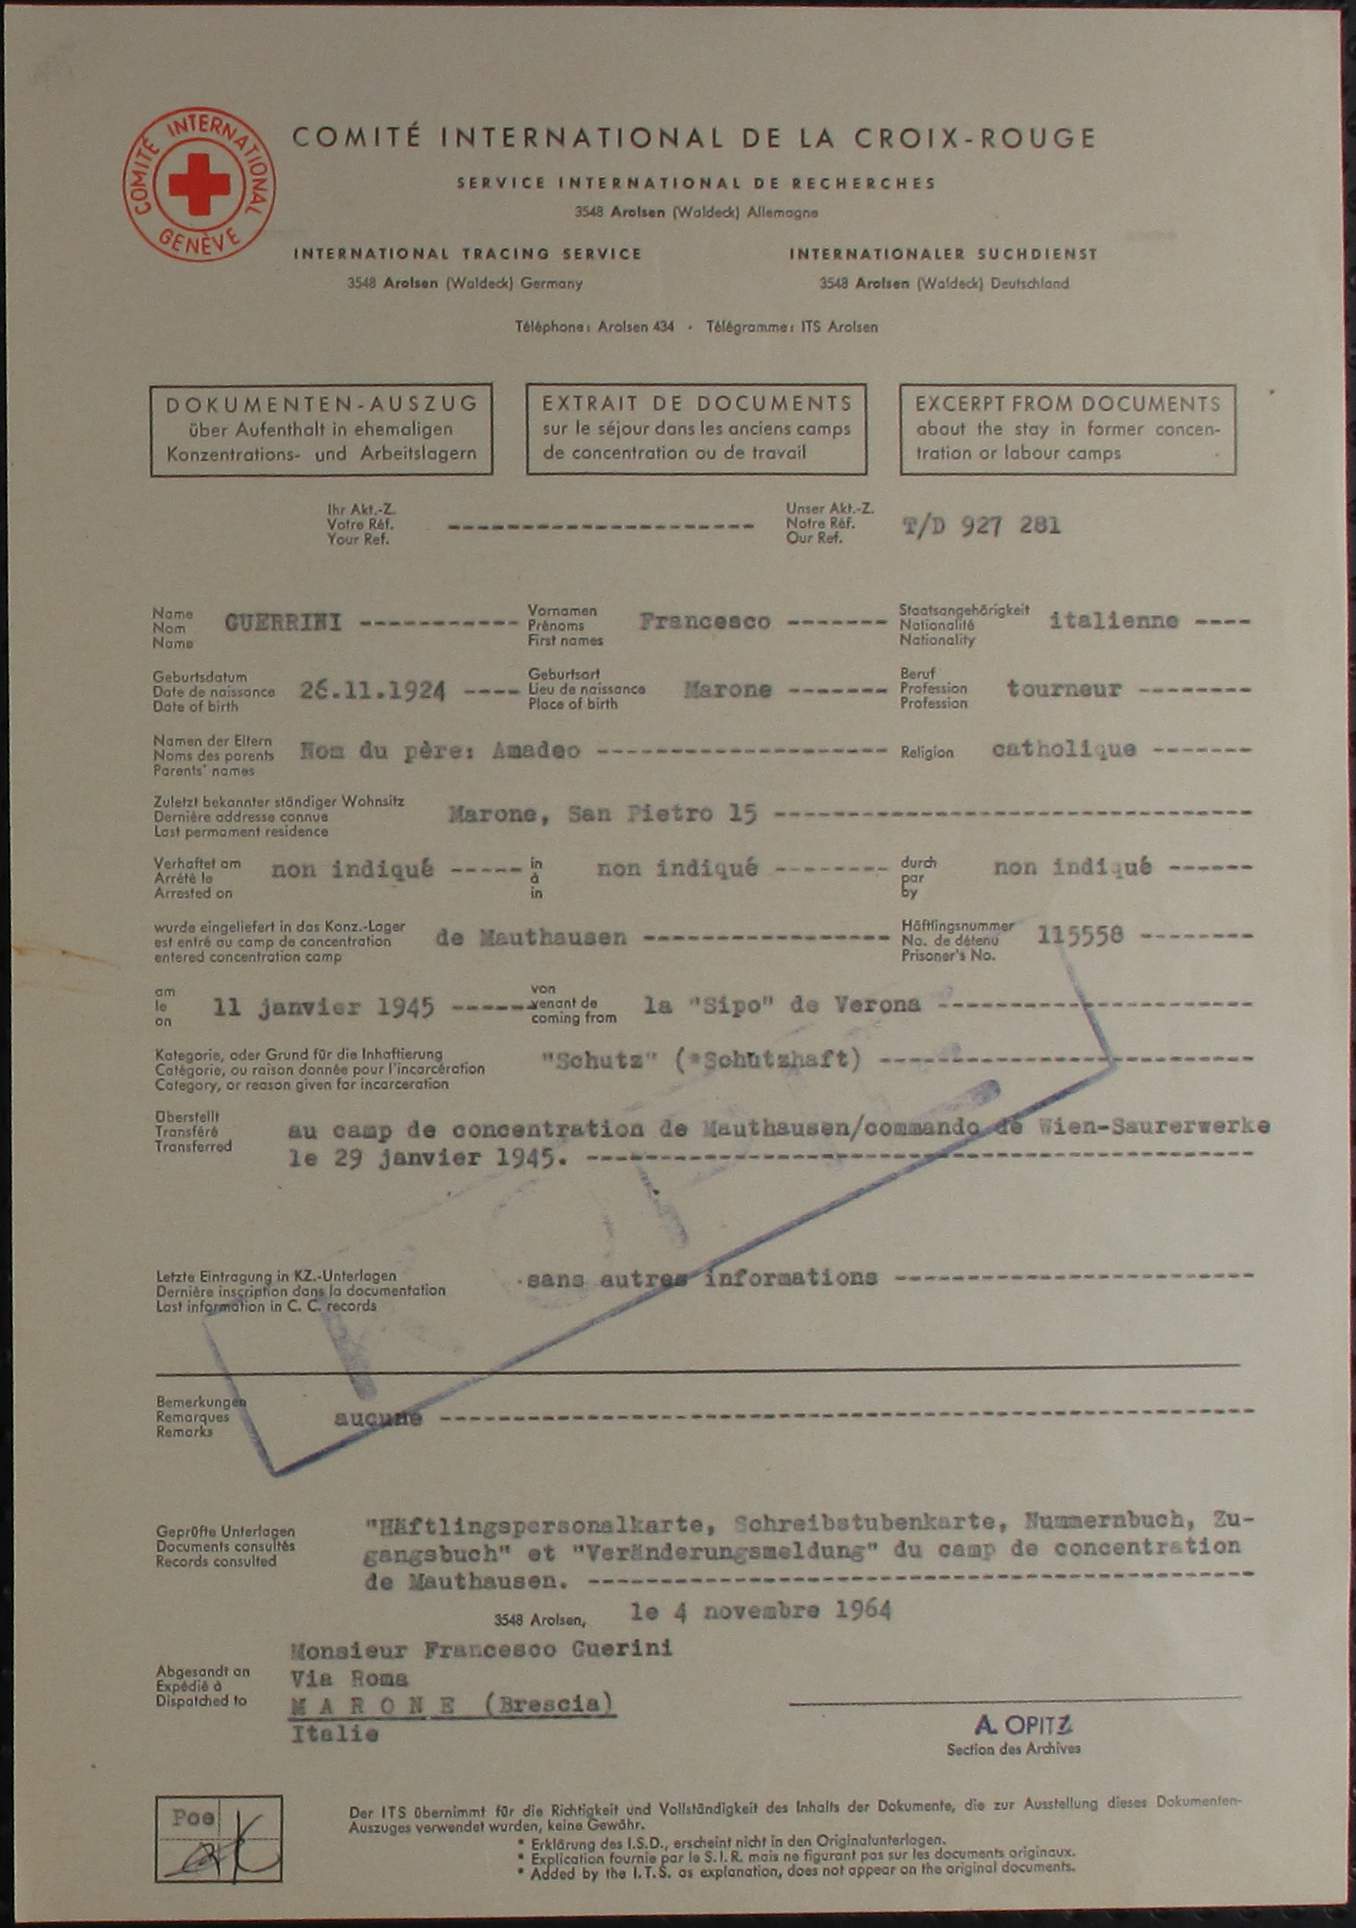 COMITÉ INTERNATIONAL GENÈVE
COMITÉ INTERNATIONAL DE LA CROIX-ROUGE
SERVICE INTERNATIONAL DE RECHERCHES
3548 Arolsen (Waldeck) Allemagne
INTERNATIONAL TRACING SERVICE INTERNATIONALER SUCHDIENST
3548 Arolsen (Waldeck) Germany 3548 Arolsen (Waldeck) Deutschland
Téléphone: Arolsen 434 · Télégramme: ITS Arolsen
DOKUMENTEN-AUSZUG
über Aufenthalt in ehemaligen
Konzentrations- und Arbeitslagern
EXTRAIT DE DOCUMENTS
sur le séjour dans les anciens camps
de concentration ou de travail
EXCERPT FROM DOCUMENTS
about the stay in former concen-
tration or labour camps
Ihr Akt.-Z.
Votre Réf. --------------------
Your Ref.
Unser Akt.-Z.
Notre Réf. T/D 927 281
Our Ref.
Name
Nom GUERRINI -----------
Name
Vornamen
Prénoms Francesco -------
First names
Staatsangehörigkeit
Nationalité italienne ----
Nationality
Geburtsdatum
Date de naissance 26.11.1924 ----
Date of birth
Geburtsort
Lieu de naissance Marone -------
Place of birth
Beruf
Profession tourneur --------
Profession
Namen der Eltern
Noms des parents Nom du père: Amadeo --------------------
Parents' names
Religion catholique -------
Zuletzt bekannter ständiger Wohnsitz
Dernière addresse connue Marone, San Pietro 15 --------------------------------
Last permament residence
Verhaftet am
Arrêté le non indiqué -----
Arrested on
in
à non indiqué --------
in
durch
par non indiqué ------
by
wurde eingeliefert in das Konz.-Lager
est entré au camp de concentration de Mauthausen -----------------
entered concentration camp
Häftlingsnummer
No. de détenu 115558 --------
Prisoner's No.
am
le 11 janvier 1945 ------
on
von
venant de la "Sipo" de Verona ---------------------
coming from
Kategorie, oder Grund für die Inhaftierung
Catégorie, ou raison donnée pour l'incarcération "Schutz" (*Schutzhaft) -------------------------
Category, or reason given for incarceration
Überstellt
Transféré au camp de concentration de Mauthausen/commando de Wien-Saurerwerke
Transferred le 29 janvier 1945. ---------------------------------------------
Letzte Eintragung in KZ.-Unterlagen
Dernière inscription dans la documentation sans autres informations ------------------------
Last information in C. C. records
Bemerkungen
Remarques aucune -------------------------------------------------------
Remarks
Geprüfte Unterlagen
Documents consultés
Records consulted
"Häftlingspersonalkarte, Schreibstubenkarte, Nummernbuch, Zu-
gangsbuch" et "Veränderungsmeldung" du camp de concentration
de Mauthausen. ---------------------------------------------
3548 Arolsen, le 4 novembre 1964
Abgesandt an
Expédié à
Dispatched to
Monsieur Francesco Guerini
Via Roma
MARONE (Brescia)
Italie
A. OPITZ
Section des Archives
Poe
Der ITS übernimmt für die Richtigkeit und Vollständigkeit des Inhalts der Dokumente, die zur Ausstellung dieses Dokumenten-
Auszuges verwendet wurden, keine Gewähr.
* Erklärung des I.S.D., erscheint nicht in den Originalunterlagen.
* Explication fournie par le S.I.R. mais ne figurant pas sur les documents originaux.
* Added by the I.T.S. as explanation, does not appear on the original documents.